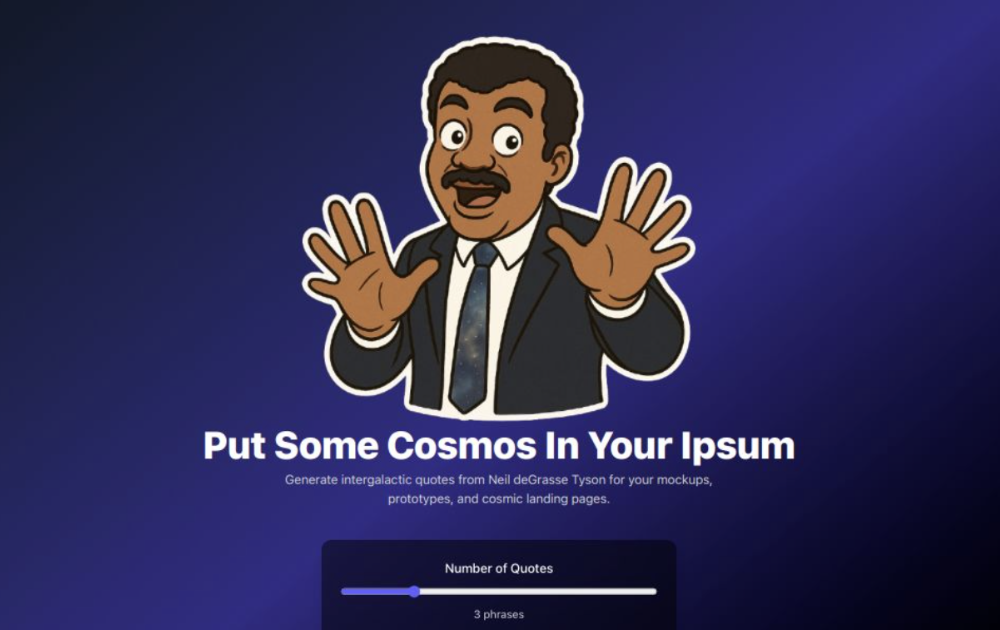 Put Some Cosmos In Your Ipsum
Generate intergalactic quotes from Neil deGrasse Tyson for your mockups,
prototypes, and cosmic landing pages.
Number of Quotes
3 phrases